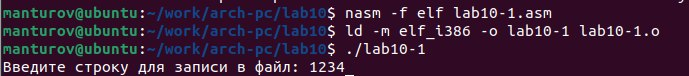 manturov@ubuntu:~/work/arch-pc/lab10$ nasm -f elf lab10-1.asm
manturov@ubuntu:~/work/arch-pc/lab10$ ld -m elf_i386 -o lab10-1 lab10-1.o
manturov@ubuntu:~/work/arch-pc/lab10$ ./lab10-1
Введите строку для записи в файл: 1234